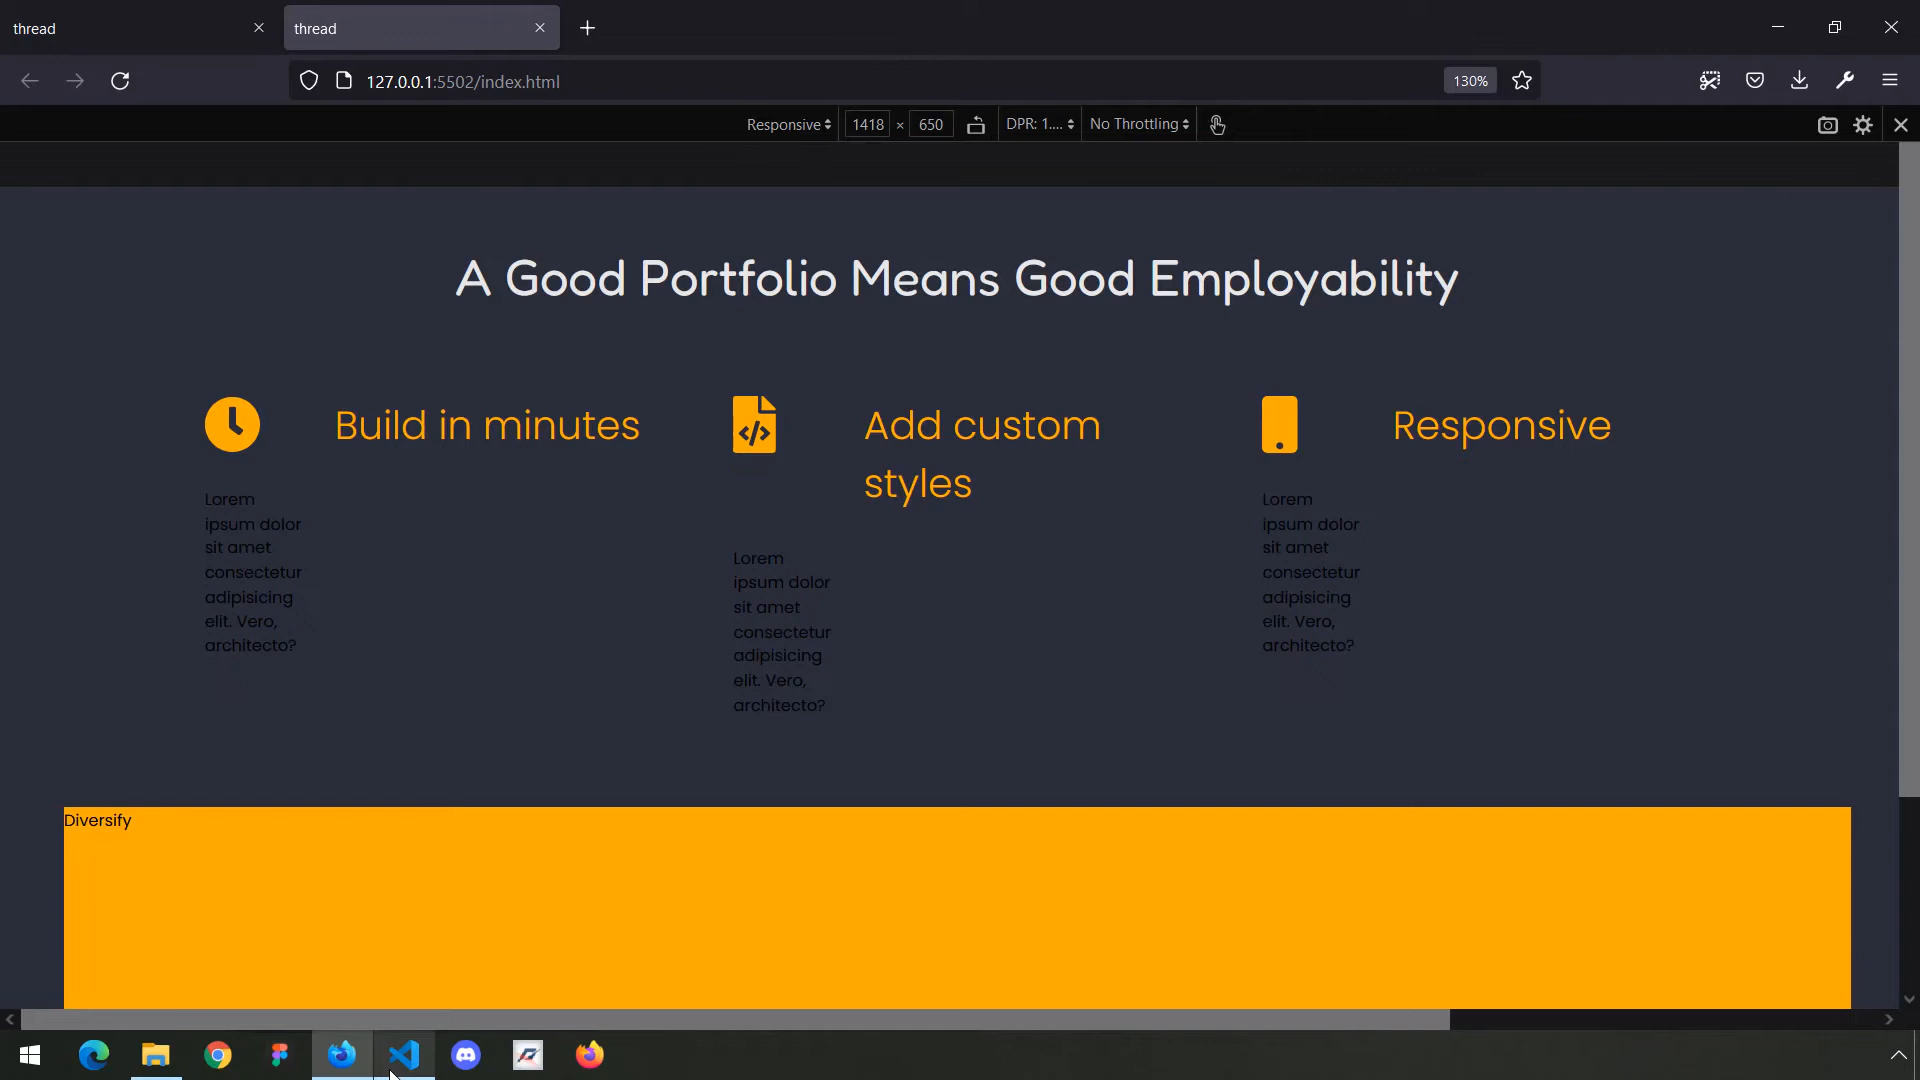 thread
thread
127.0.0.1:5502/index.html
130%
Responsive
1418 × 650
DPR: 1....
No Throttling
A Good Portfolio Means Good Employability
Build in minutes
Lorem
ipsum dolor
sit amet
consectetur
adipisicing
elit. Vero,
architecto?
Add custom
styles
Lorem
ipsum dolor
sit amet
consectetur
adipisicing
elit. Vero,
architecto?
Responsive
Lorem
ipsum dolor
sit amet
consectetur
adipisicing
elit. Vero,
architecto?
Diversify